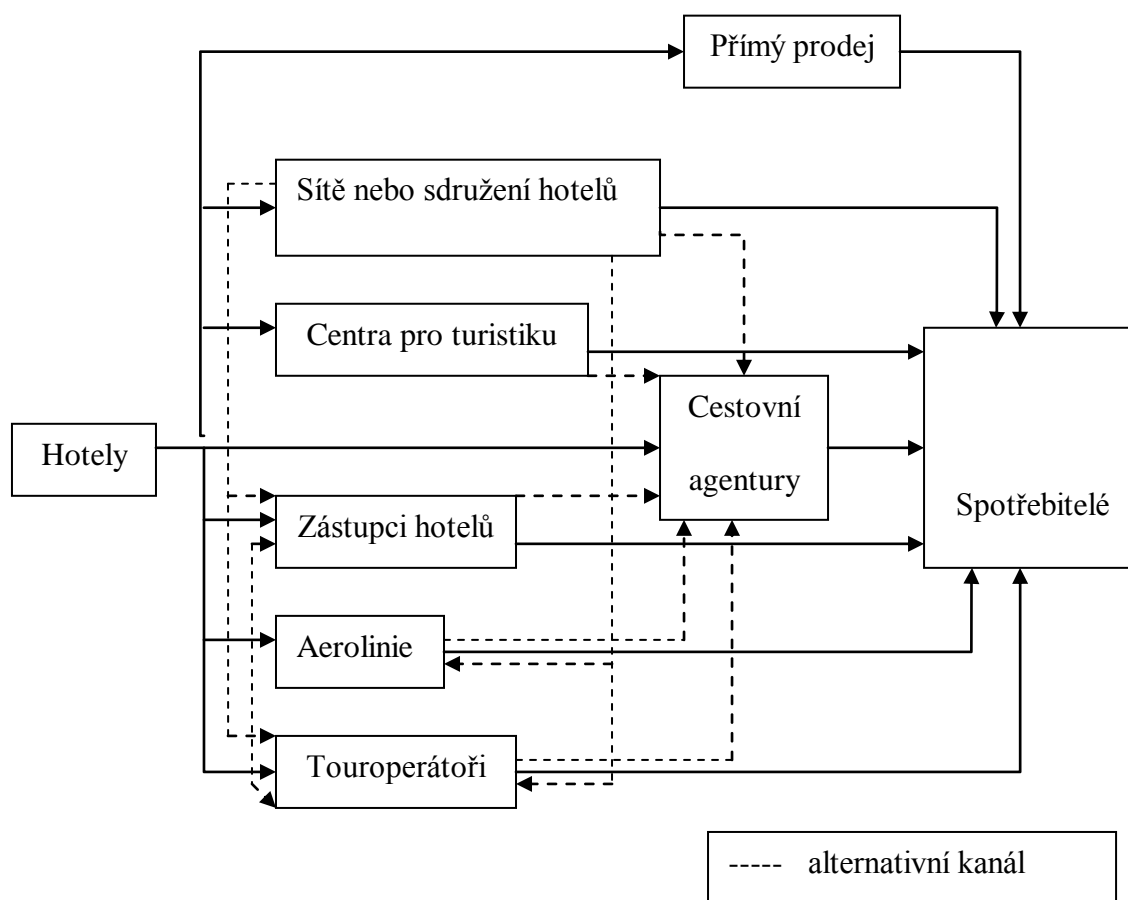 Přímý prodej
Sítě nebo sdružení hotelů
Centra pro turistiku
Cestovní
agentury
Hotely
Spotřebitelé
Zástupci hotelů
Aerolinie
Touroperátoři
alternativní kanál